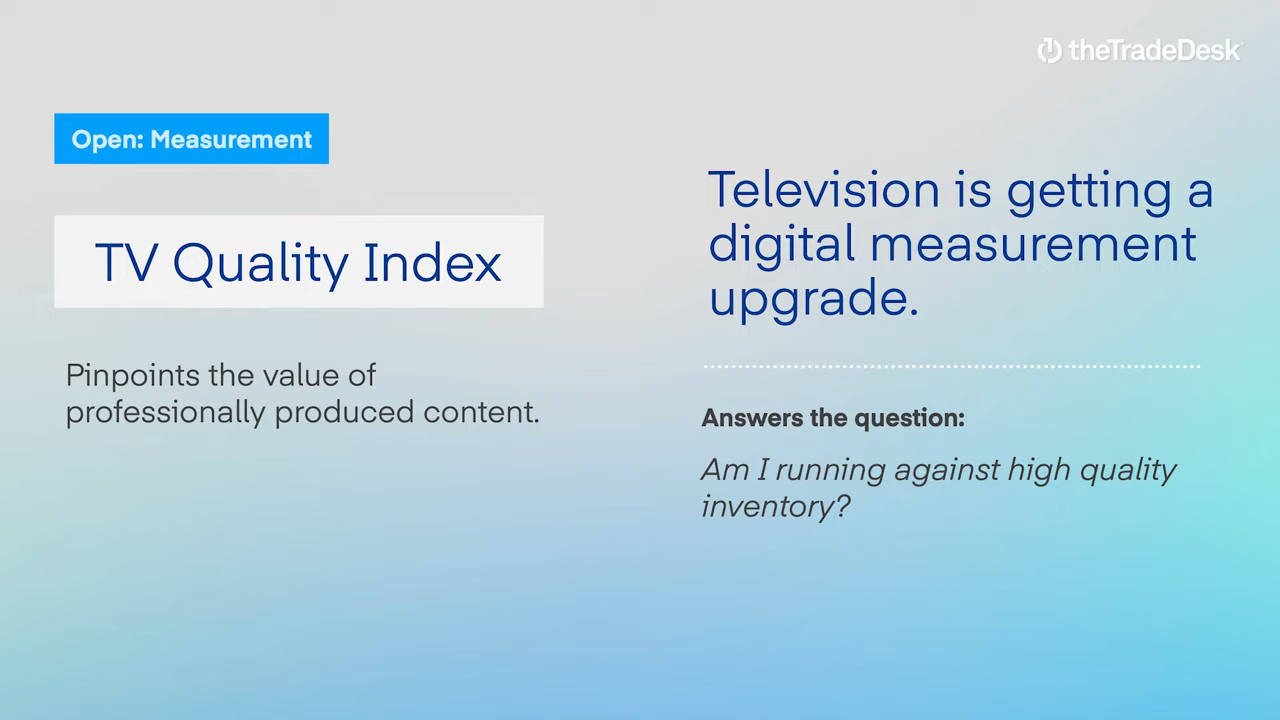 theTradeDesk
Open: Measurement
TV Quality Index
Pinpoints the value of
professionally produced content.
Television is getting a
digital measurement
upgrade.
Answers the question:
Am I running against high quality
inventory?